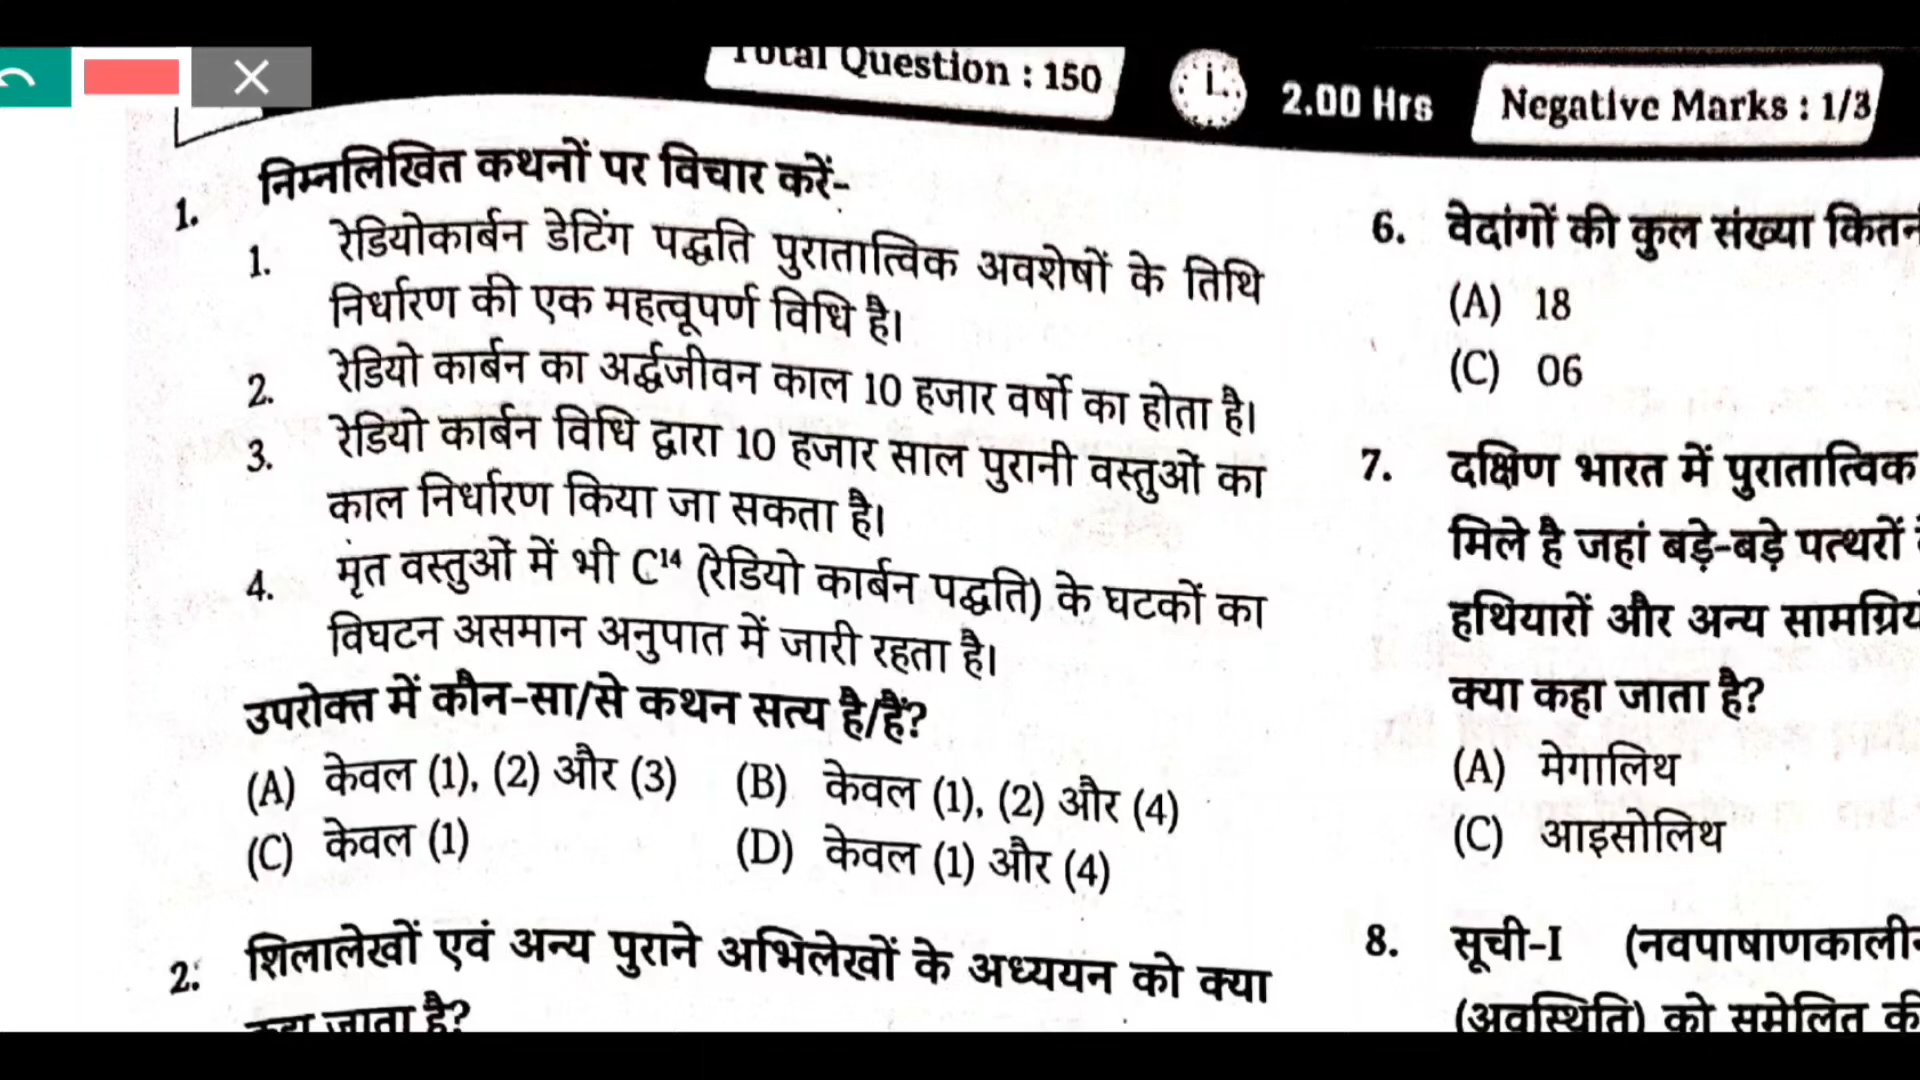 Total Question : 150
2.00 Hrs
Negative Marks : 1/3
1. निम्नलिखित कथनों पर विचार करें-
1. रेडियोकार्बन डेटिंग पद्धति पुरातात्विक अवशेषों के तिथि
निर्धारण की एक महत्वूपर्ण विधि है।
2. रेडियो कार्बन का अर्द्धजीवन काल 10 हजार वर्षो का होता है।
3. रेडियो कार्बन विधि द्वारा 10 हजार साल पुरानी वस्तुओं का
काल निर्धारण किया जा सकता है।
4. मृत वस्तुओं में भी C¹⁴ (रेडियो कार्बन पद्धति) के घटकों का
विघटन असमान अनुपात में जारी रहता है।
उपरोक्त में कौन-सा/से कथन सत्य है/हैं?
(A) केवल (1), (2) और (3) (B) केवल (1), (2) और (4)
(C) केवल (1) (D) केवल (1) और (4)
2. शिलालेखों एवं अन्य पुराने अभिलेखों के अध्ययन को क्या
कहा जाता है?
6. वेदांगों की कुल संख्या
(A) 18
(C) 06
7. दक्षिण भारत में पुरातात्विक
मिले है जहां बड़े-बड़े पत्थरों
हथियारों और अन्य
क्या कहा जाता है?
(A) मेगालिथ
(C) आइसोलिथ
8. सूची-I
(अवस्थिति) को सुमेलित